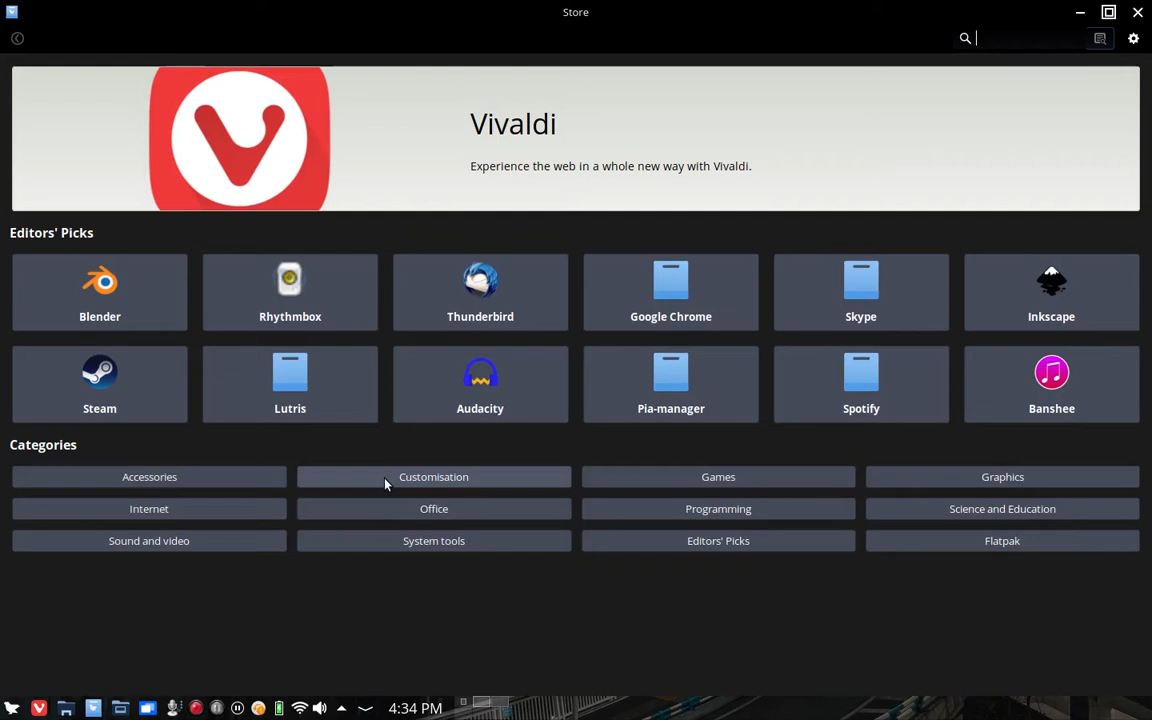 Store
Vivaldi
Experience the web in a whole new way with Vivaldi.
Editors' Picks
Blender
Rhythmbox
Thunderbird
Google Chrome
Skype
Inkscape
Steam
Lutris
Audacity
Pia-manager
Spotify
Banshee
Categories
Accessories
Customisation
Games
Graphics
Internet
Office
Programming
Science and Education
Sound and video
System tools
Editors' Picks
Flatpak
4:34 PM